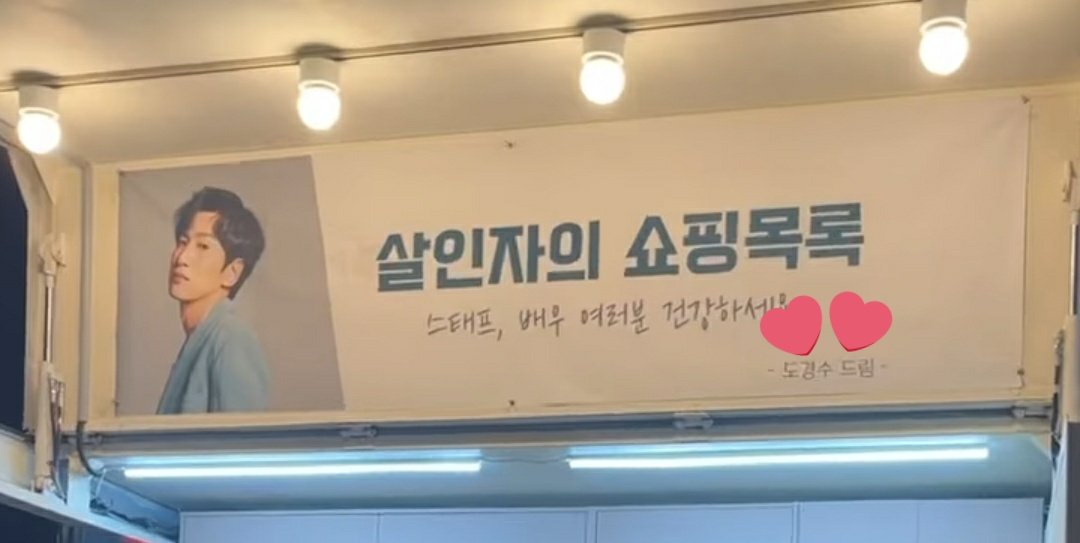 살인자의 쇼핑목록
스태프, 배우 여러분 건강하세요
- 도경수 드림 -